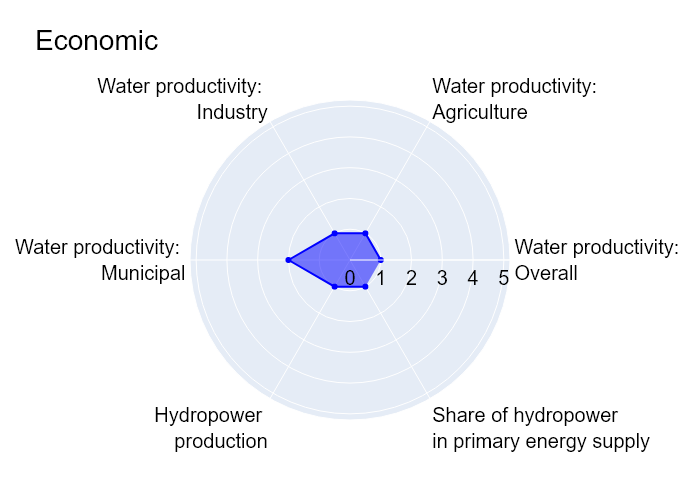 Economic
Water productivity:
Industry
Water productivity:
Agriculture
Water productivity:
Municipal
Water productivity:
Overall
0 1 2 3 4 5
Hydropower
production
Share of hydropower
in primary energy supply